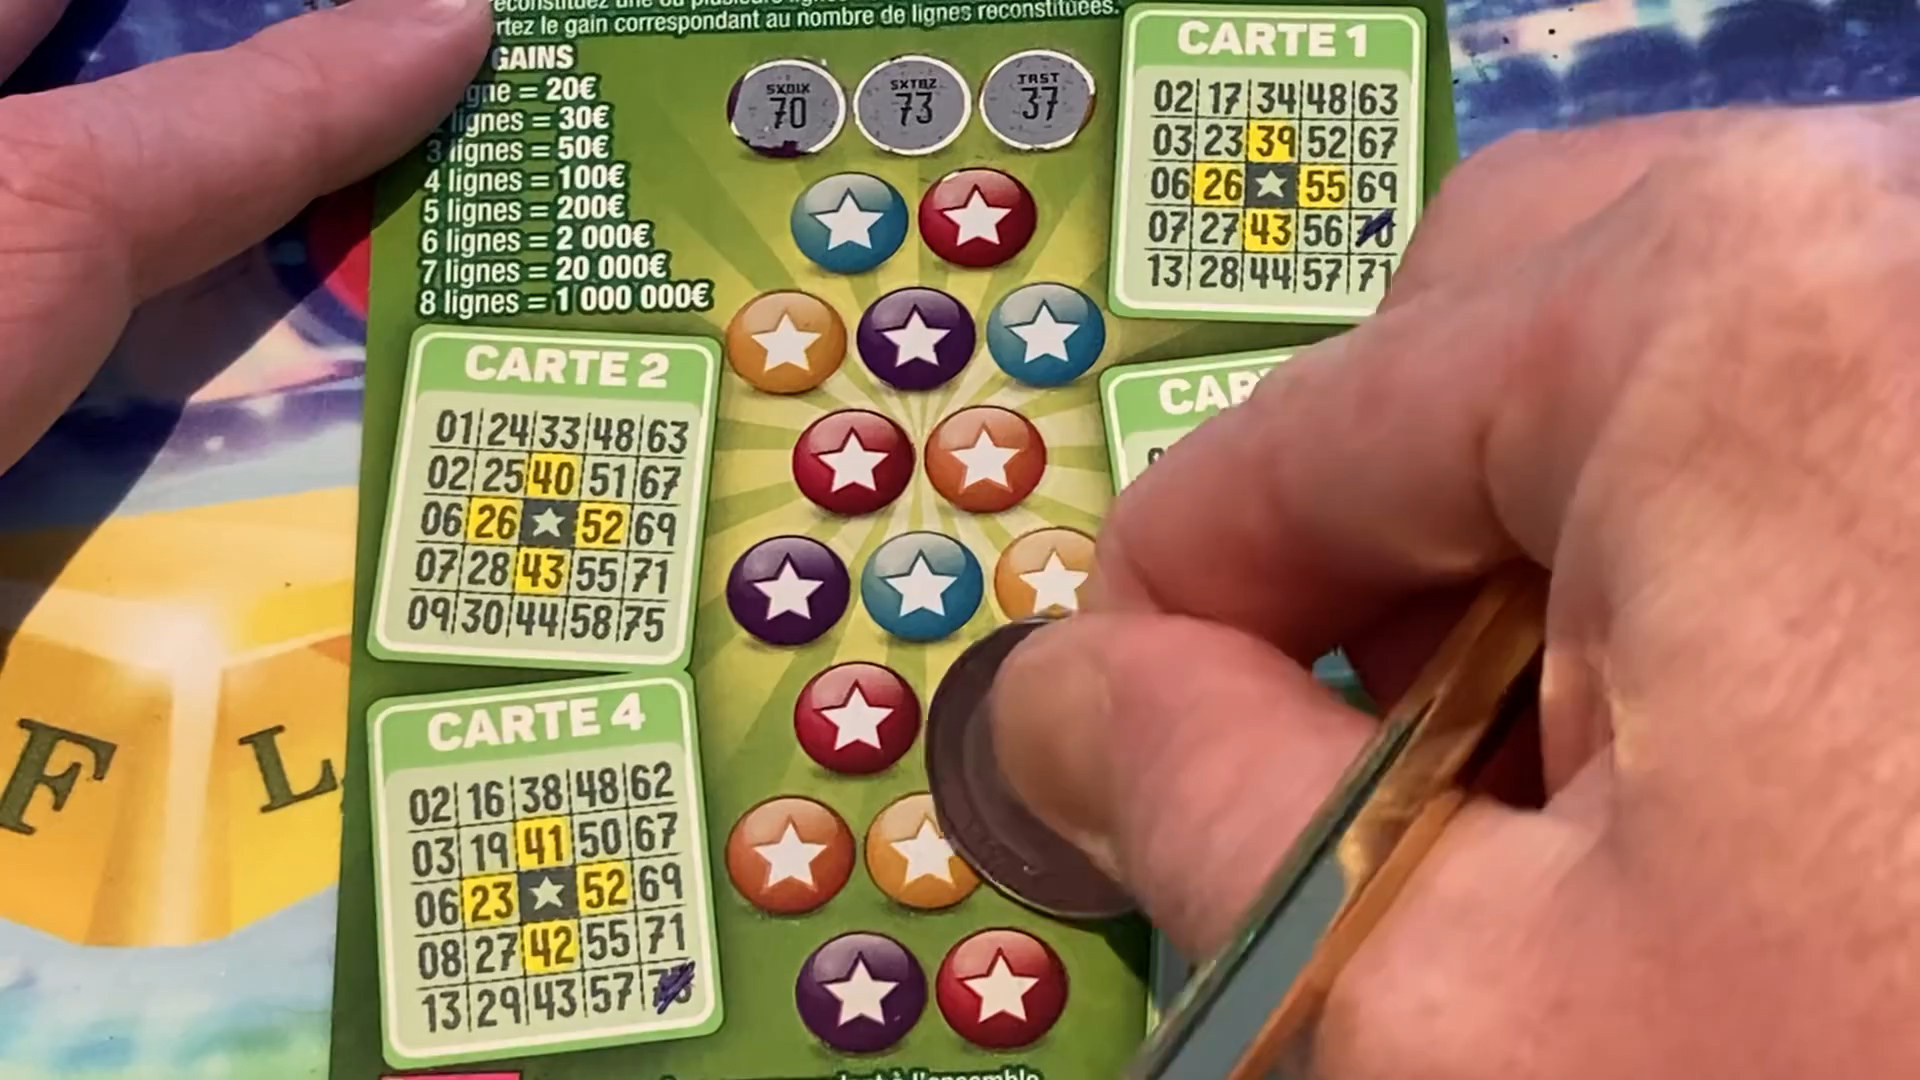 rtez le gain correspondant au nombre de lignes reconstituées.
GAINS
gne = 20€
lignes = 30€
3 lignes = 50€
4 lignes = 100€
5 lignes = 200€
6 lignes = 2 000€
7 lignes = 20 000€
8 lignes = 1 000 000€
SXDIX
70
SXTRZ
73
TRST
37
CARTE 1
02 17 34 48 63
03 23 39 52 67
06 26 55 69
07 27 43 56 70
13 28 44 57 71
CARTE 2
01 24 33 48 63
02 25 40 51 67
06 26 52 69
07 28 43 55 71
09 30 44 58 75
CARTE 4
02 16 38 48 62
03 19 41 50 67
06 23 52 69
08 27 42 55 71
13 29 43 57
F L